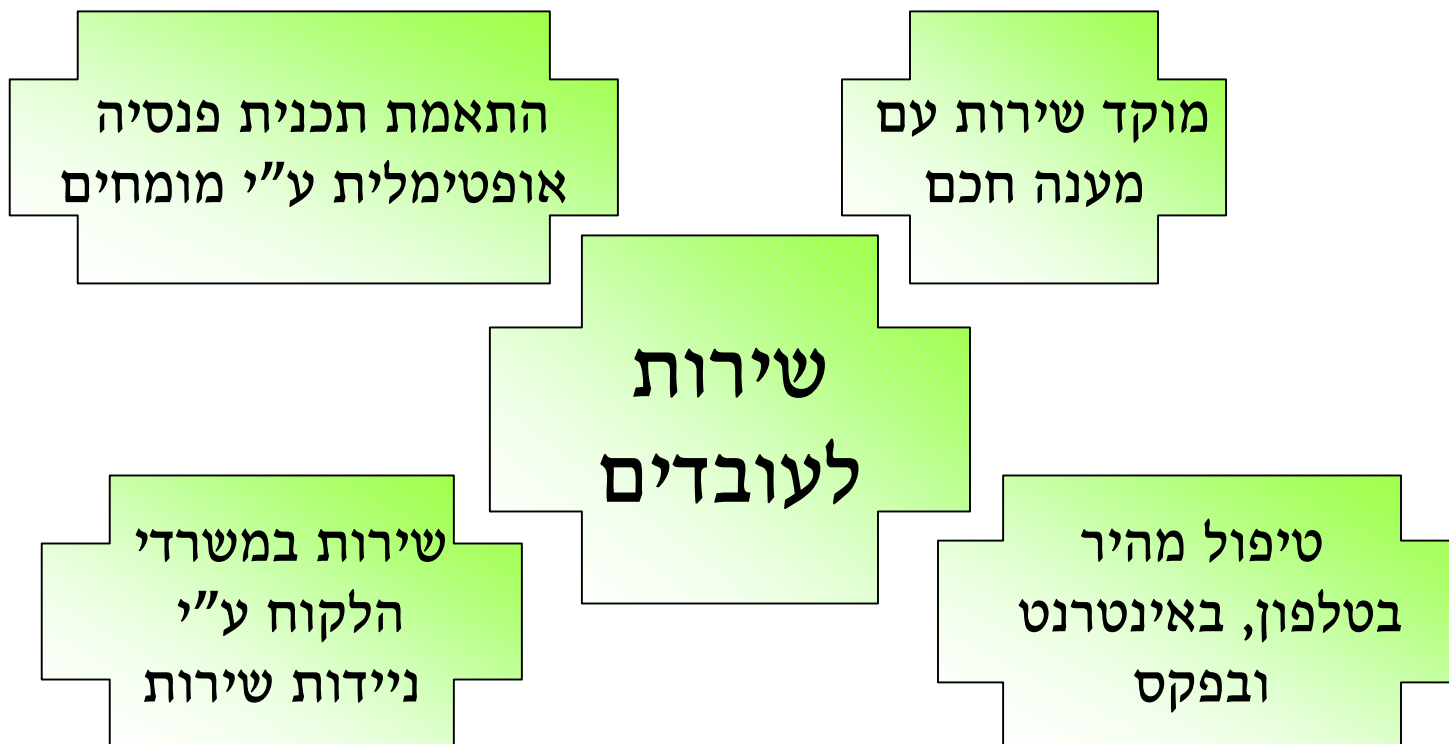 מוקד שירות עם
מענה חכם
התאמת תכנית פנסיה
אופטימלית ע"י מומחים
שירות
לעובדים
טיפול מהיר
בטלפון, באינטרנט
ובפקס
שירות במשרדי
הלקוח ע"י
ניידות שירות